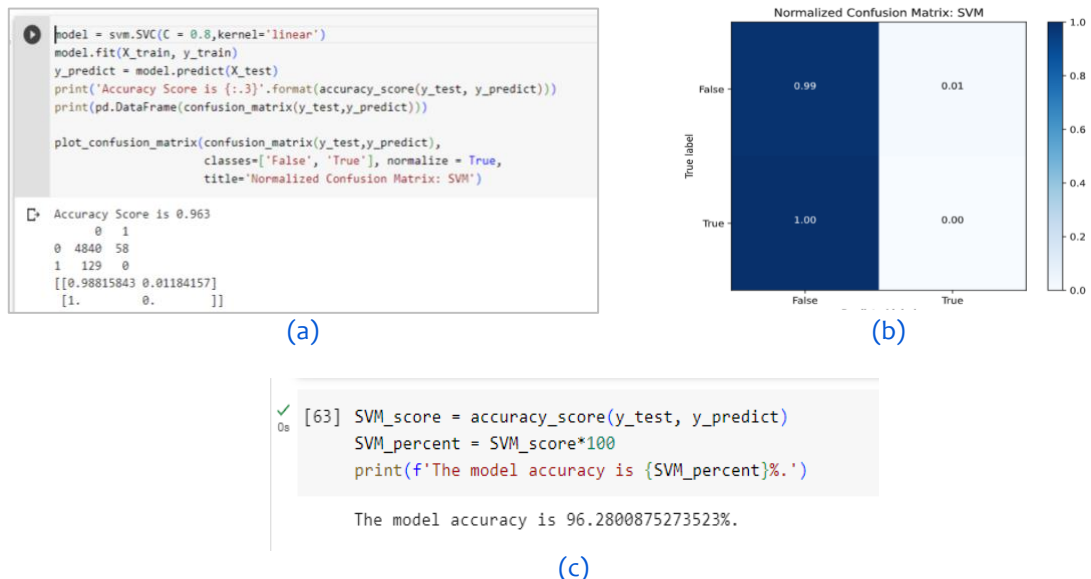 model = svm.SVC(C = 0.8,kernel='linear')
model.fit(X_train, y_train)
y_predict = model.predict(X_test)
print('Accuracy Score is {:.3}'.format(accuracy_score(y_test, y_predict)))
print(pd.DataFrame(confusion_matrix(y_test,y_predict)))
plot_confusion_matrix(confusion_matrix(y_test,y_predict),
classes=['False', 'True'], normalize = True,
title='Normalized Confusion Matrix: SVM')
Accuracy Score is 0.963
0 1
0 4840 58
1 129 0
[[0.98815843 0.01184157]
[1. 0. ]]
(a)
Normalized Confusion Matrix: SVM
True label
False
0.99 0.01
True
1.00 0.00
False True
1.0
0.8
0.6
0.4
0.2
0.0
(b)
[63] SVM_score = accuracy_score(y_test, y_predict)
0s
SVM_percent = SVM_score*100
print(f'The model accuracy is {SVM_percent}%.')
The model accuracy is 96.2800875273523%.
(c)